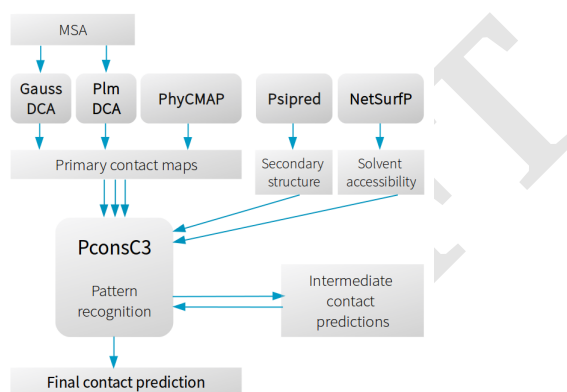 MSA
Gauss
DCA
Plm
DCA
PhyCMAP
Psipred
NetSurfP
Primary contact maps
Secondary
structure
Solvent
accessibility
PconsC3
Pattern
recognition
Intermediate
contact
predictions
Final contact prediction
T